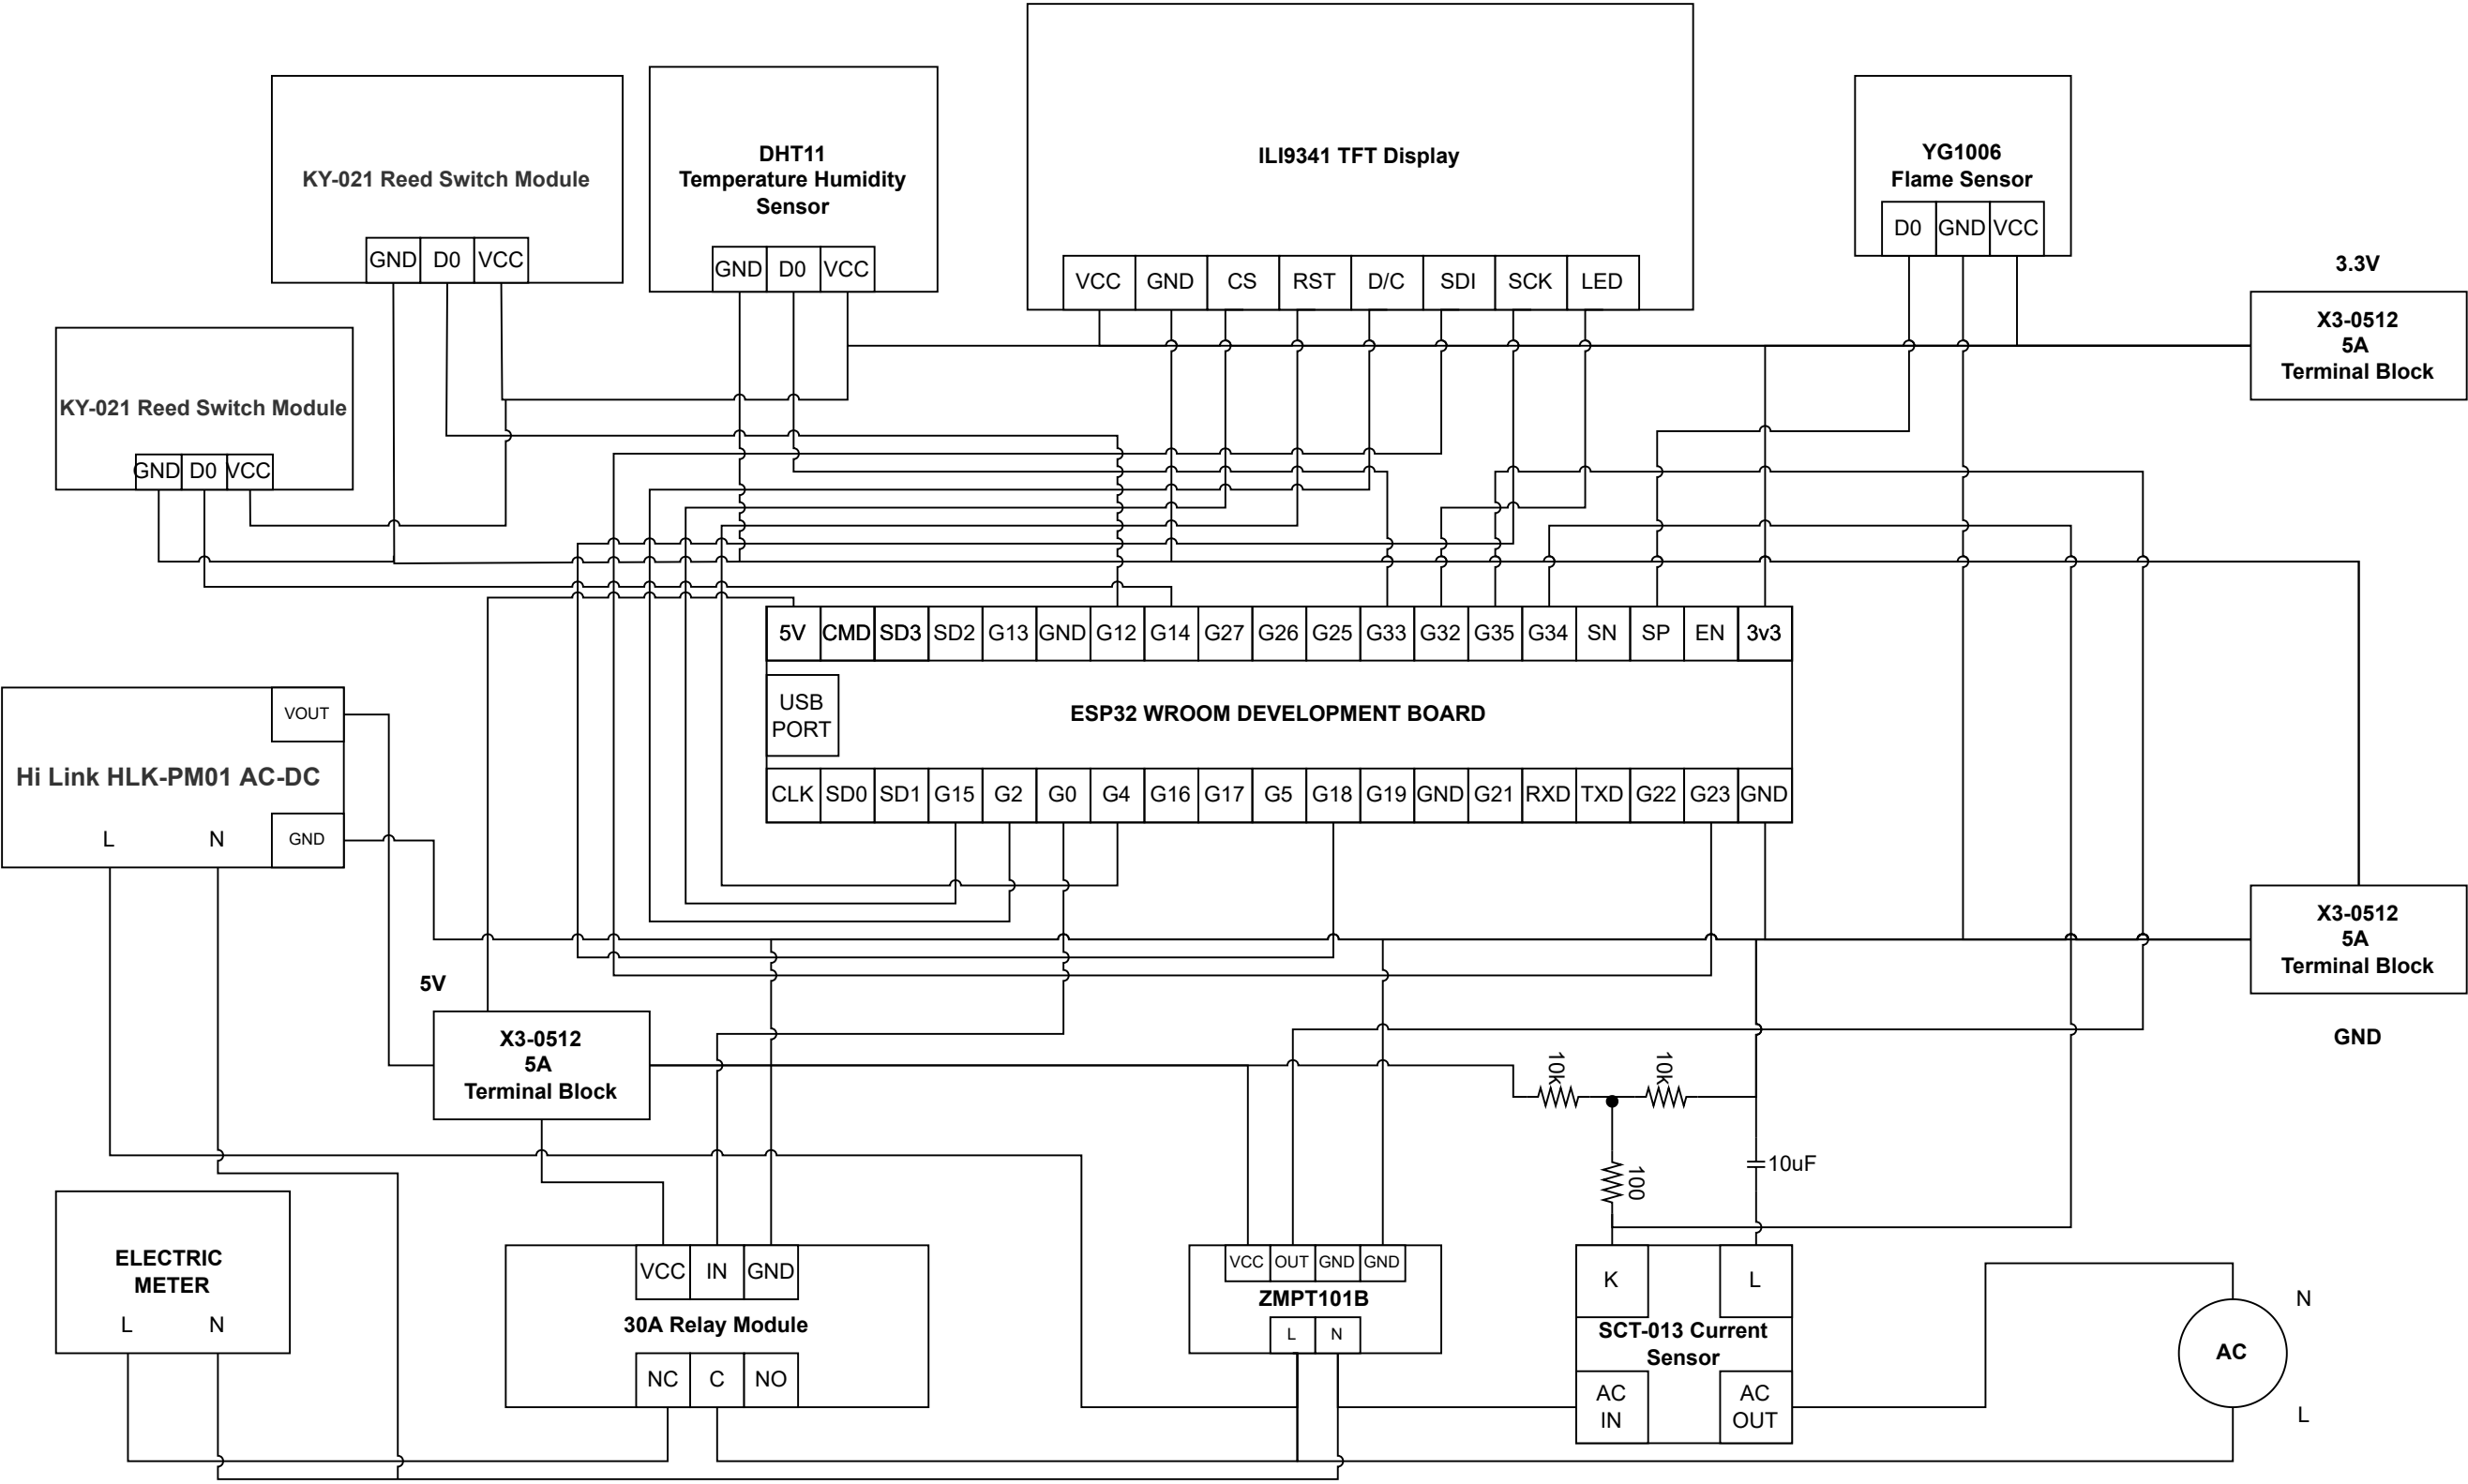 KY-021 Reed Switch Module
GND D0 VCC
DHT11
Temperature Humidity
Sensor
GND D0 VCC
ILI9341 TFT Display
VCC GND CS RST D/C SDI SCK LED
YG1006
Flame Sensor
D0 GND VCC
3.3V
X3-0512
5A
Terminal Block
KY-021 Reed Switch Module
GND D0 VCC
5V CMD SD3 SD2 G13 GND G12 G14 G27 G26 G25 G33 G32 G35 G34 SN SP EN 3v3
USB
PORT
ESP32 WROOM DEVELOPMENT BOARD
CLK SD0 SD1 G15 G2 G0 G4 G16 G17 G5 G18 G19 GND G21 RXD TXD G22 G23 GND
VOUT
Hi Link HLK-PM01 AC-DC
L N GND
X3-0512
5A
Terminal Block
GND
5V
X3-0512
5A
Terminal Block
10k
10k
100
10uF
ELECTRIC
METER
L N
VCC IN GND
30A Relay Module
NC C NO
VCC OUT GND GND
ZMPT101B
L N
K L
SCT-013 Current
Sensor
AC
IN
AC
OUT
N
AC
L